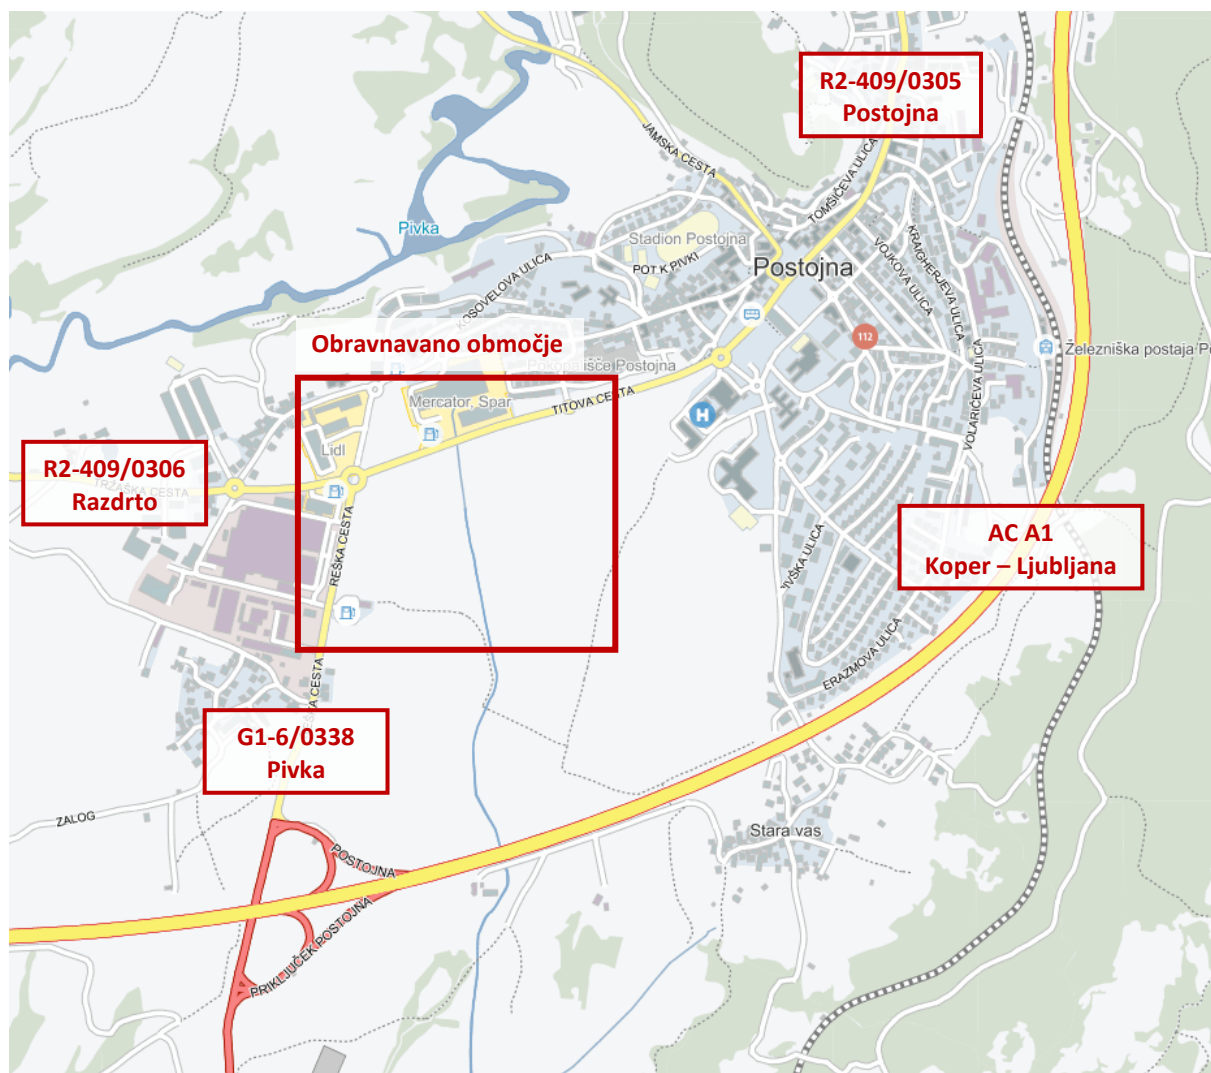 R2-409/0305
Postojna
JAMSKA CESTA
TOMŠIČEVA ULICA
Pivka
Stadion Postojna
POT K PIVKI
Postojna
VOJKOVA ULICA
KRAIGHERJEVA ULICA
KOSOVELOVA ULICA
112
Obravnavano območje
Železniška postaja Po
Mercator, Spar
TITOVA CESTA
H
VOLARIČEVA ULICA
Lidl
R2-409/0306
Razdrto
TRŽAŠKA CESTA
REŠKA CESTA
AC A1
Koper – Ljubljana
ERAZMOVA ULICA
G1-6/0338
Pivka
ZALOG
POSTOJNA
Stara vas
PRIKLJUČEK POSTOJNA